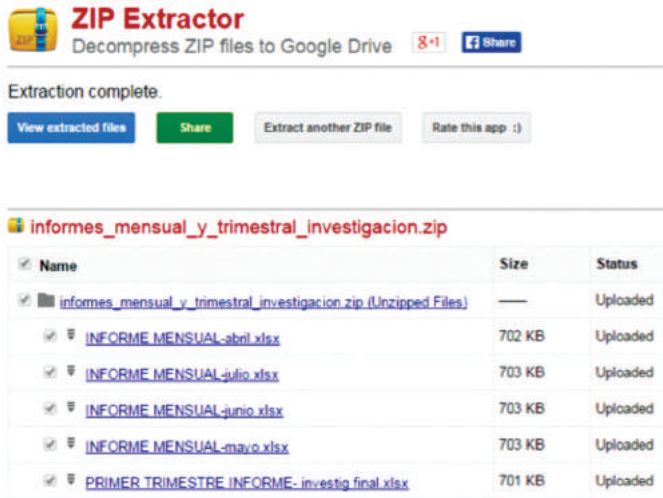 ZIP Extractor
Decompress ZIP files to Google Drive
g+1
f Share
Extraction complete.
View extracted files
Share
Extract another ZIP file
Rate this app :)
informes_mensual_y_trimestral_investigacion.zip
Name Size Status
informes_mensual_y_trimestral_investigacion.zip (Unzipped Files) — Uploaded
INFORME MENSUAL-abril.xlsx 702 KB Uploaded
INFORME MENSUAL-julio.xlsx 703 KB Uploaded
INFORME MENSUAL-junio.xlsx 703 KB Uploaded
INFORME MENSUAL-mayo.xlsx 703 KB Uploaded
PRIMER TRIMESTRE INFORME- investig final.xlsx 701 KB Uploaded